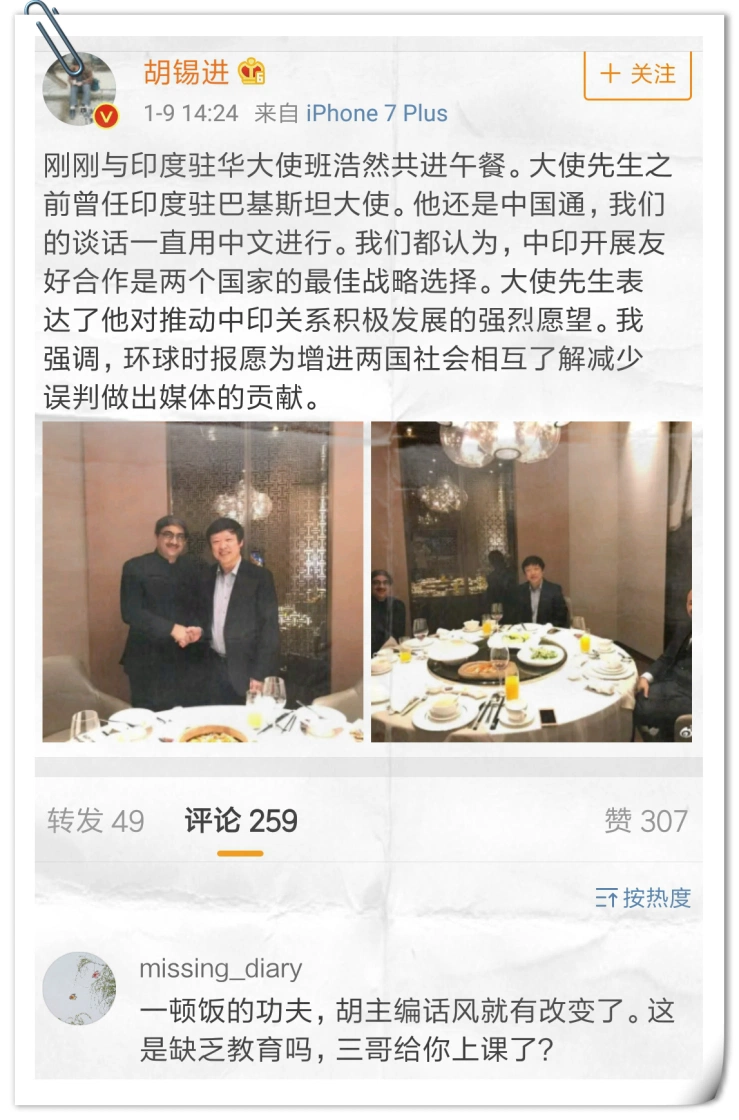 胡锡进
＋ 关注
1-9 14:24 来自 iPhone 7 Plus
刚刚与印度驻华大使班浩然共进午餐。大使先生之
前曾任印度驻巴基斯坦大使。他还是中国通，我们
的谈话一直用中文进行。我们都认为，中印开展友
好合作是两个国家的最佳战略选择。大使先生表
达了他对推动中印关系积极发展的强烈愿望。我
强调，环球时报愿为增进两国社会相互了解减少
误判做出媒体的贡献。
转发 49 评论 259 赞 307
按热度
missing_diary
一顿饭的功夫，胡主编话风就有改变了。这
是缺乏教育吗，三哥给你上课了？